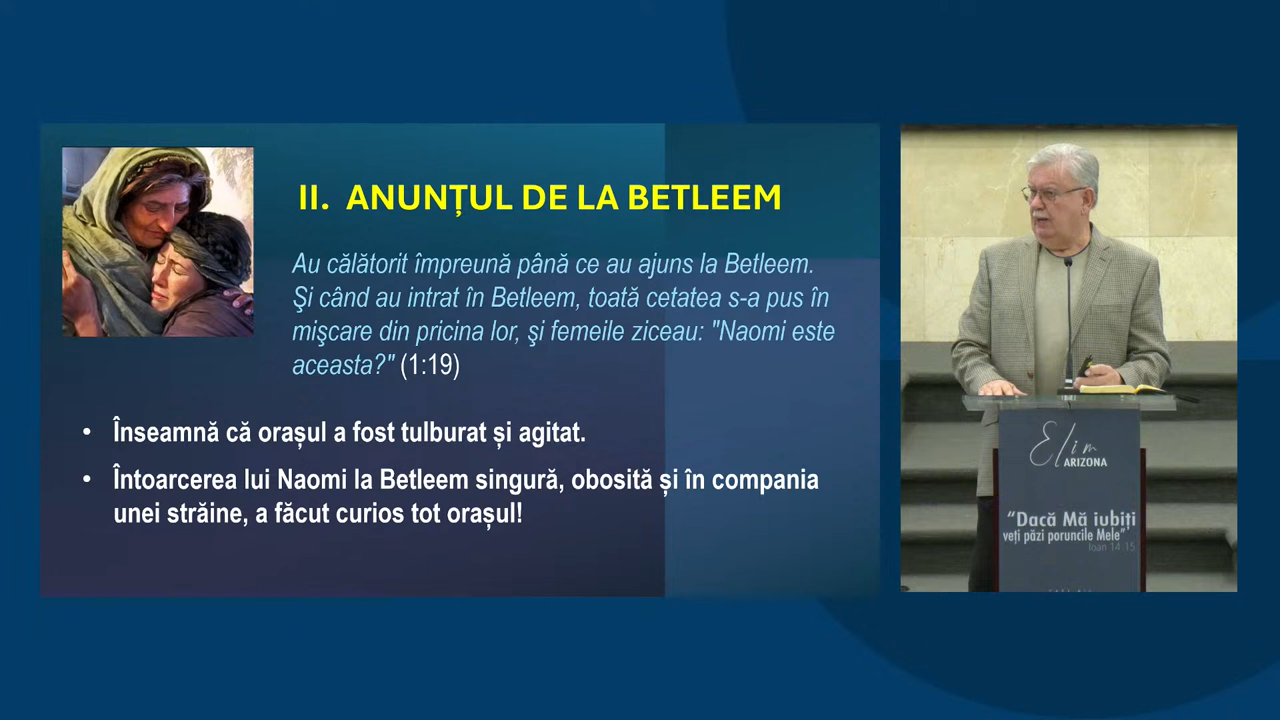 II. ANUNȚUL DE LA BETLEEM
Au călătorit împreună până ce au ajuns la Betleem.
Şi când au intrat în Betleem, toată cetatea s-a pus în
mişcare din pricina lor, şi femeile ziceau: "Naomi este
aceasta?" (1:19)
• Înseamnă că orașul a fost tulburat și agitat.
• Întoarcerea lui Naomi la Betleem singură, obosită și în compania
unei străine, a făcut curios tot orașul!
Elim
ARIZONA
“Dacă Mă iubiți
veți păzi poruncile Mele”
Ioan 14:15